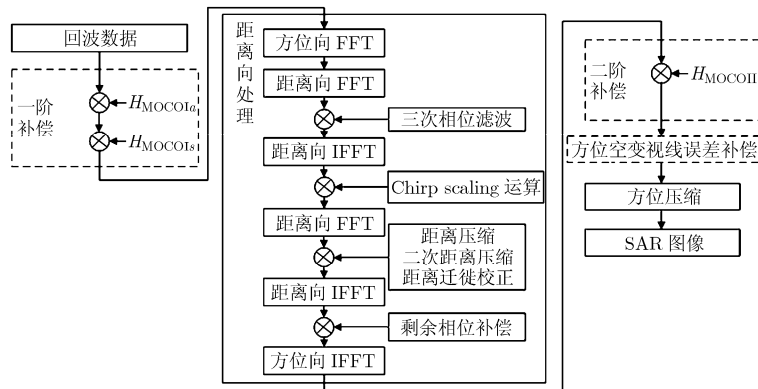 回波数据
一阶
补偿
H_MOCOIa
H_MOCOIs
距离向处理
方位向 FFT
距离向 FFT
三次相位滤波
距离向 IFFT
Chirp scaling 运算
距离向 FFT
距离压缩
二次距离压缩
距离迁徙校正
距离向 IFFT
剩余相位补偿
方位向 IFFT
二阶
补偿
H_MOCOII
方位空变视线误差补偿
方位压缩
SAR 图像